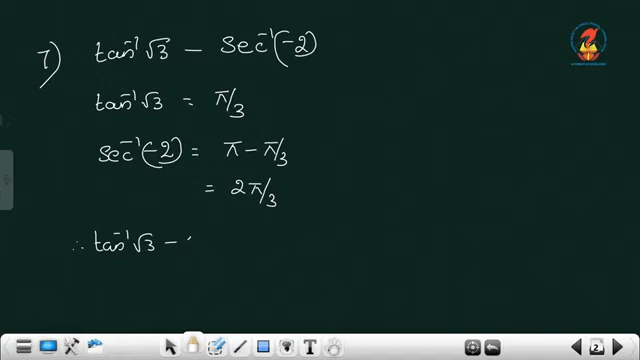 7) tan⁻¹√3 − sec⁻¹(−2)
tan⁻¹√3 = π/3
sec⁻¹(−2) = π − π/3
= 2π/3
∴ tan⁻¹√3 −
2